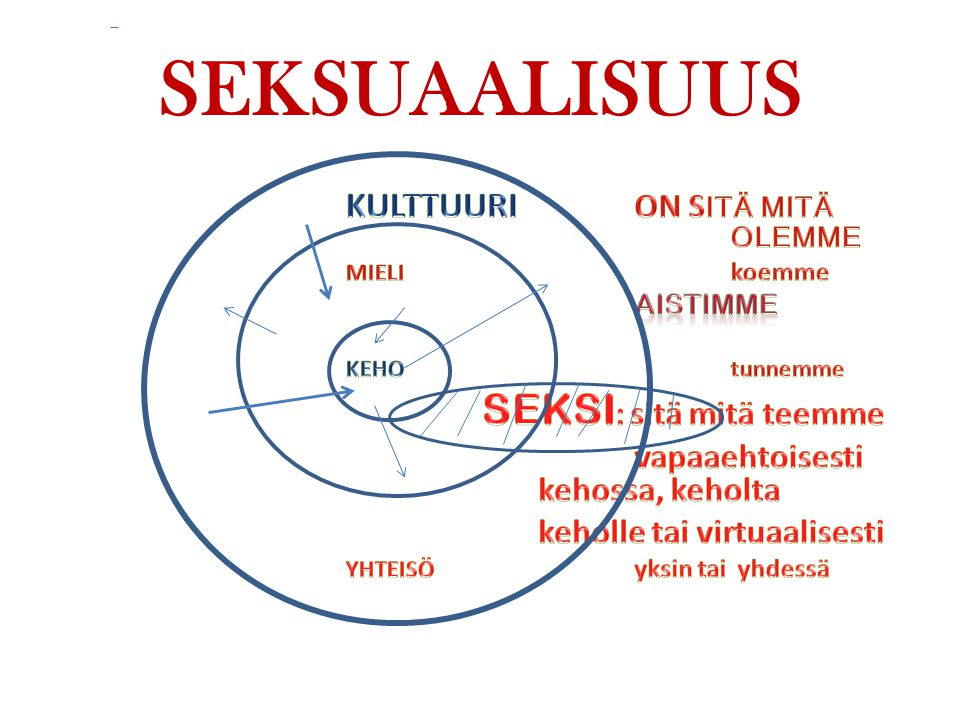 SEKSUAALISUUS
KULTTUURI ON SITÄ MITÄ
OLEMME
MIELI koemme
AISTIMME
KEHO tunnemme
SEKSI: sitä mitä teemme
vapaaehtoisesti
kehossa, keholta
keholle tai virtuaalisesti
YHTEISÖ yksin tai yhdessä